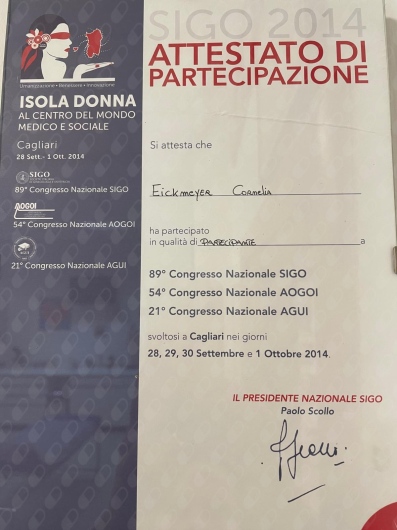 SIGO 2014
ATTESTATO DI
PARTECIPAZIONE
Umanizzazione • Benessere • Innovazione
ISOLA DONNA
AL CENTRO DEL MONDO
MEDICO E SOCIALE
Cagliari
28 Sett. - 1 Ott. 2014
SIGO
89° Congresso Nazionale SIGO
AOGOI
54° Congresso Nazionale AOGOI
21° Congresso Nazionale AGUI
Si attesta che
Eickmeyer Cornelia
ha partecipato
in qualità di PARTECIPANTE a
89° Congresso Nazionale SIGO
54° Congresso Nazionale AOGOI
21° Congresso Nazionale AGUI
svoltosi a Cagliari nei giorni
28, 29, 30 Settembre e 1 Ottobre 2014.
IL PRESIDENTE NAZIONALE SIGO
Paolo Scollo